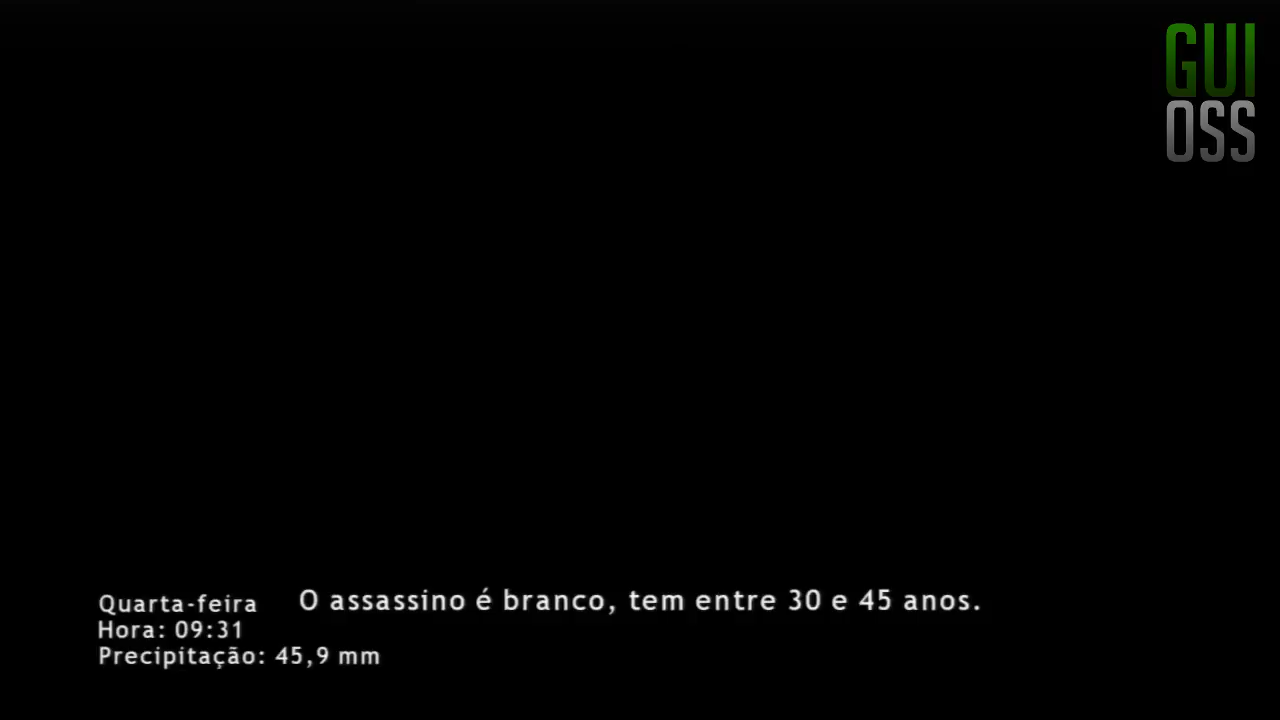 GUI
OSS
Quarta-feira
O assassino é branco, tem entre 30 e 45 anos.
Hora: 09:31
Precipitação: 45,9 mm